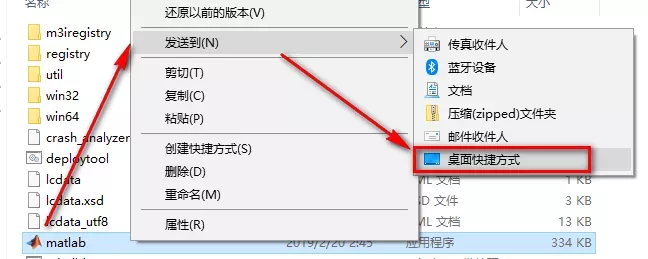 还原以前的版本(V)
大小
m3iregistry
registry
util
win32
win64
crash_analyzer
deploytool
lcdata
lcdata.xsd
lcdata_utf8
matlab
发送到(N)
剪切(T)
复制(C)
粘贴(P)
创建快捷方式(S)
删除(D)
重命名(M)
属性(R)
传真收件人
蓝牙设备
文档
压缩(zipped)文件夹
邮件收件人
桌面快捷方式
ML 文档 1 KB
SD 文件 3 KB
ML 文档 13 KB
2019/2/20 2:45 应用程序 334 KB